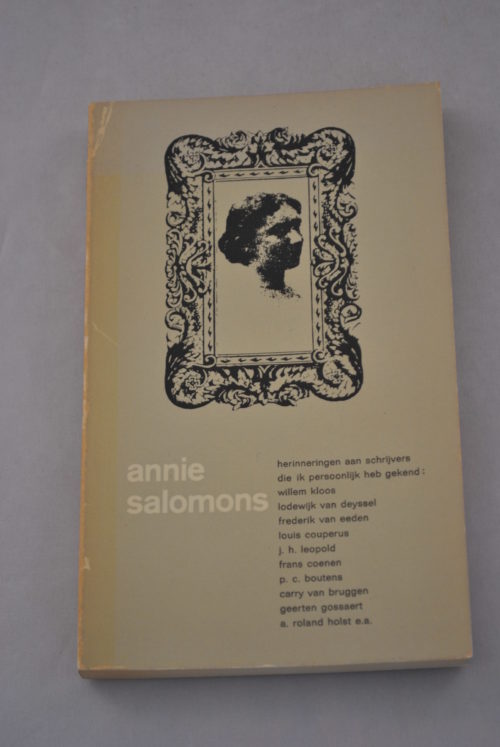 annie
salomons
herinneringen aan schrijvers
die ik persoonlijk heb gekend:
willem kloos
lodewijk van deyssel
frederik van eeden
louis couperus
j. h. leopold
frans coenen
p. c. boutens
carry van bruggen
geerten gossaert
a. roland holst e.a.